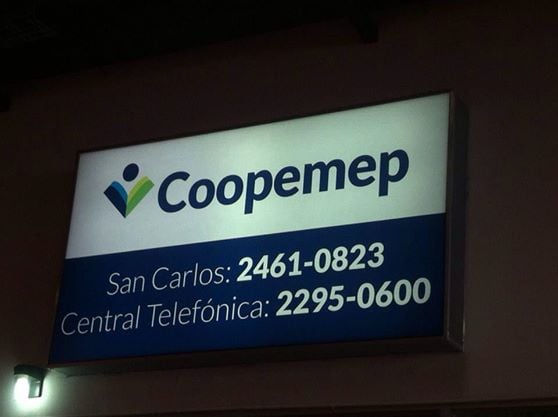 Coopemep
San Carlos: 2461-0823
Central Telefónica: 2295-0600